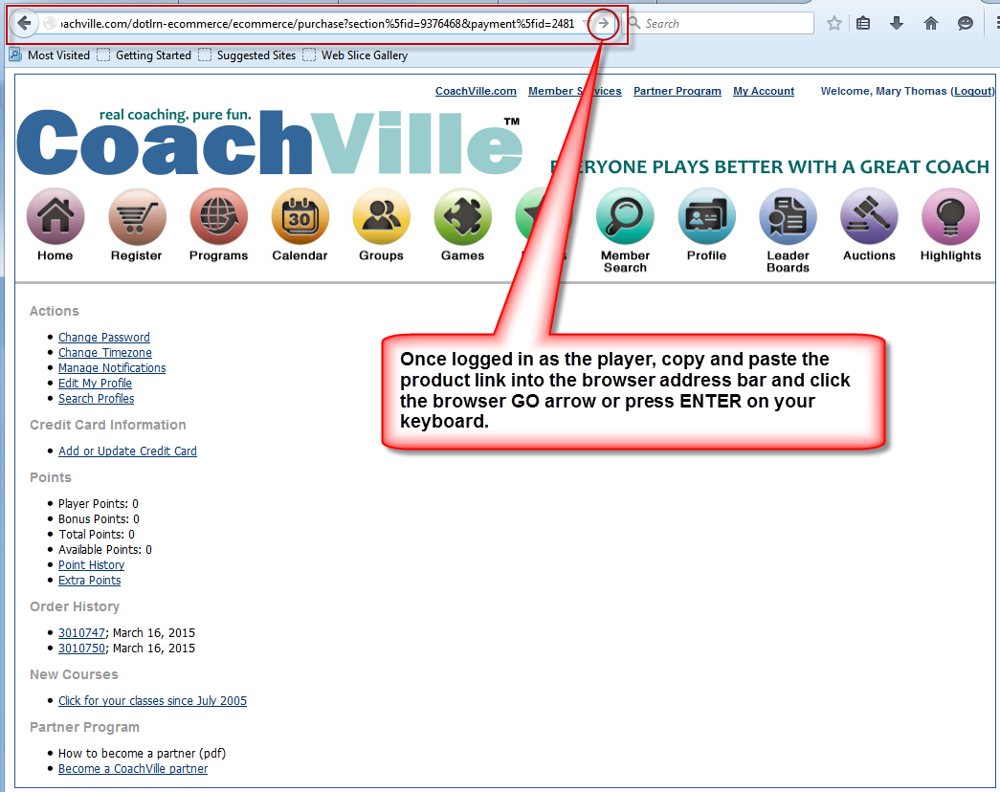 achville.com/dotlrn-ecommerce/ecommerce/purchase?section%5fid=9376468&payment%5fid=2481
Search
Most Visited Getting Started Suggested Sites Web Slice Gallery
CoachVille.com Member Services Partner Program My Account Welcome, Mary Thomas (Logout)
real coaching. pure fun.
CoachVille™
EVERYONE PLAYS BETTER WITH A GREAT COACH
30
Home Register Programs Calendar Groups Games Member Search Profile Leader Boards Auctions Highlights
Once logged in as the player, copy and paste the
product link into the browser address bar and click
the browser GO arrow or press ENTER on your
keyboard.
Actions
Change Password
Change Timezone
Manage Notifications
Edit My Profile
Search Profiles
Credit Card Information
Add or Update Credit Card
Points
Player Points: 0
Bonus Points: 0
Total Points: 0
Available Points: 0
Point History
Extra Points
Order History
3010747; March 16, 2015
3010750; March 16, 2015
New Courses
Click for your classes since July 2005
Partner Program
How to become a partner (pdf)
Become a CoachVille partner